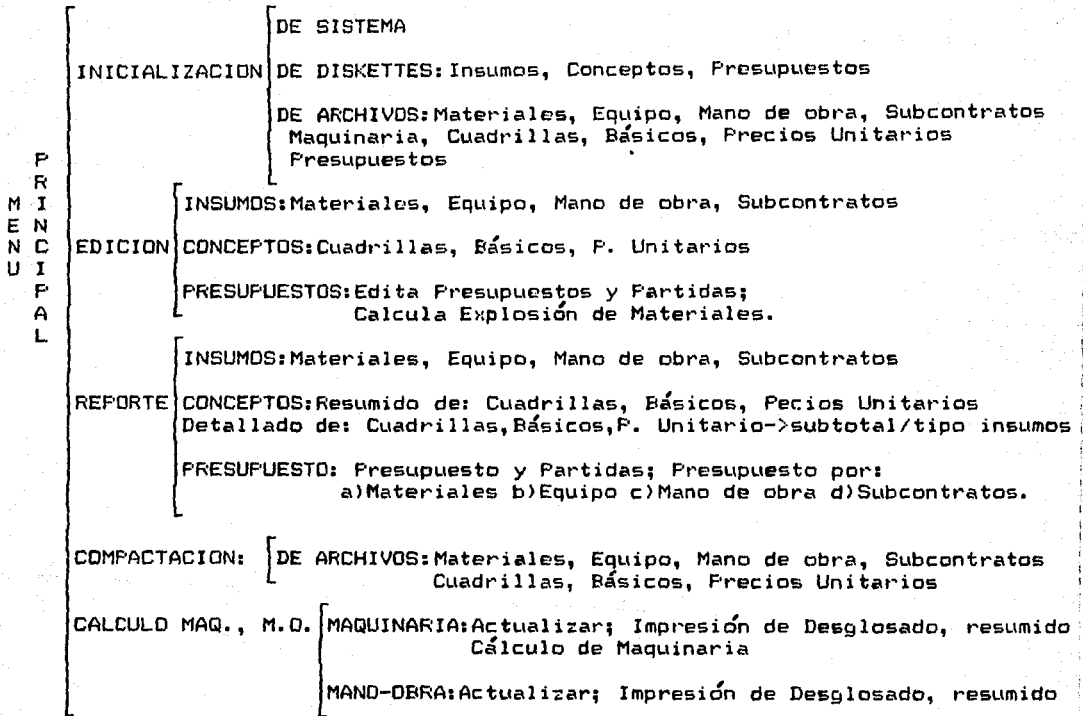 MENU PRINCIPAL
INICIALIZACION
DE SISTEMA
DE DISKETTES: Insumos, Conceptos, Presupuestos
DE ARCHIVOS: Materiales, Equipo, Mano de obra, Subcontratos
Maquinaria, Cuadrillas, Básicos, Precios Unitarios
Presupuestos
EDICION
INSUMOS: Materiales, Equipo, Mano de obra, Subcontratos
CONCEPTOS: Cuadrillas, Básicos, P. Unitarios
PRESUPUESTOS: Edita Presupuestos y Partidas;
Calcula Explosión de Materiales.
REPORTE
INSUMOS: Materiales, Equipo, Mano de obra, Subcontratos
CONCEPTOS: Resumido de: Cuadrillas, Básicos, Pecios Unitarios
Detallado de: Cuadrillas, Básicos, P. Unitario->subtotal/tipo insumos
PRESUPUESTO: Presupuesto y Partidas; Presupuesto por:
a)Materiales b)Equipo c)Mano de obra d)Subcontratos.
COMPACTACION:
DE ARCHIVOS: Materiales, Equipo, Mano de obra, Subcontratos
Cuadrillas, Básicos, Precios Unitarios
CALCULO MAQ., M.O.
MAQUINARIA: Actualizar; Impresión de Desglosado, resumido
Cálculo de Maquinaria
MANO-OBRA: Actualizar; Impresión de Desglosado, resumido